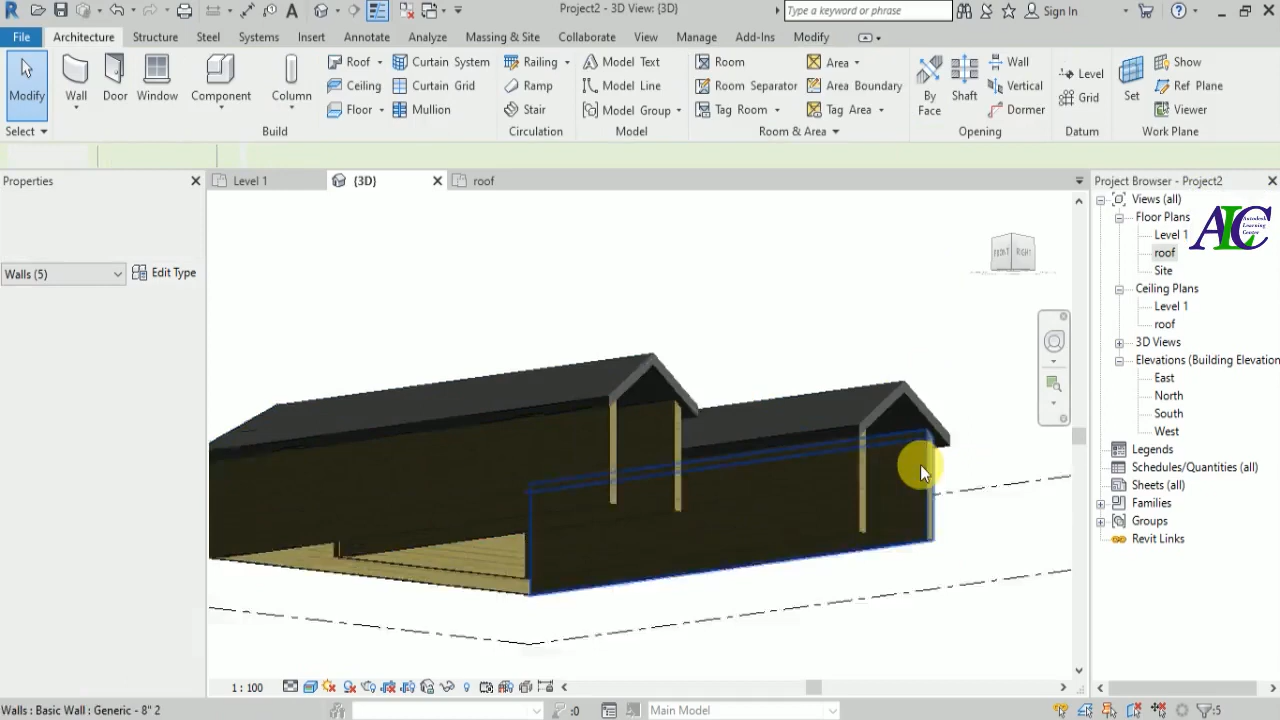 Project2 - 3D View: {3D}
Type a keyword or phrase
Sign In
File
Architecture
Structure
Steel
Systems
Insert
Annotate
Analyze
Massing & Site
Collaborate
View
Manage
Add-Ins
Modify
Modify
Wall
Door
Window
Component
Column
Roof
Ceiling
Floor
Curtain System
Curtain Grid
Mullion
Railing
Ramp
Stair
Model Text
Model Line
Model Group
Room
Room Separator
Tag Room
Area
Area Boundary
Tag Area
By
Face
Shaft
Wall
Vertical
Dormer
Level
Grid
Set
Show
Ref Plane
Viewer
Select
Build
Circulation
Model
Room & Area
Opening
Datum
Work Plane
Properties
Level 1
{3D}
roof
Project Browser - Project2
Walls (5)
Edit Type
FRONT
RIGHT
Views (all)
Floor Plans
Level 1
roof
Site
Ceiling Plans
Level 1
roof
3D Views
Elevations (Building Elevation
East
North
South
West
Legends
Schedules/Quantities (all)
Sheets (all)
Families
Groups
Revit Links
ALC
Autodesk
Learning
Center
1 : 100
Walls : Basic Wall : Generic - 8" 2
:0
Main Model
:5